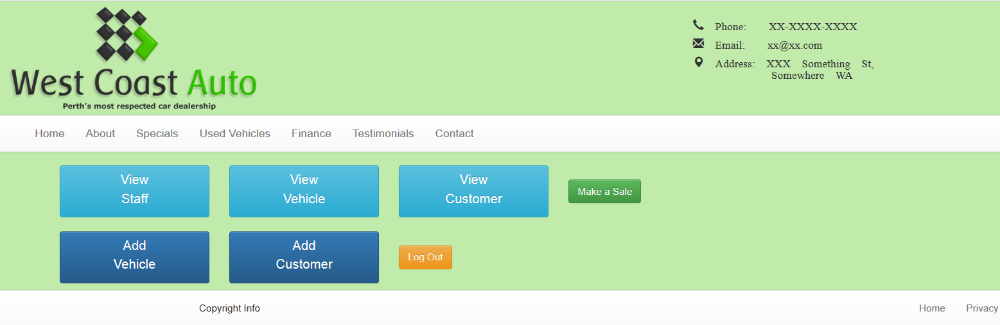 West Coast Auto
Perth's most respected car dealership
Phone: XX-XXXX-XXXX
Email: xx@xx.com
Address: XXX Something St,
Somewhere WA
Home About Specials Used Vehicles Finance Testimonials Contact
View
Staff
View
Vehicle
View
Customer
Make a Sale
Add
Vehicle
Add
Customer
Log Out
Copyright Info
Home Privacy